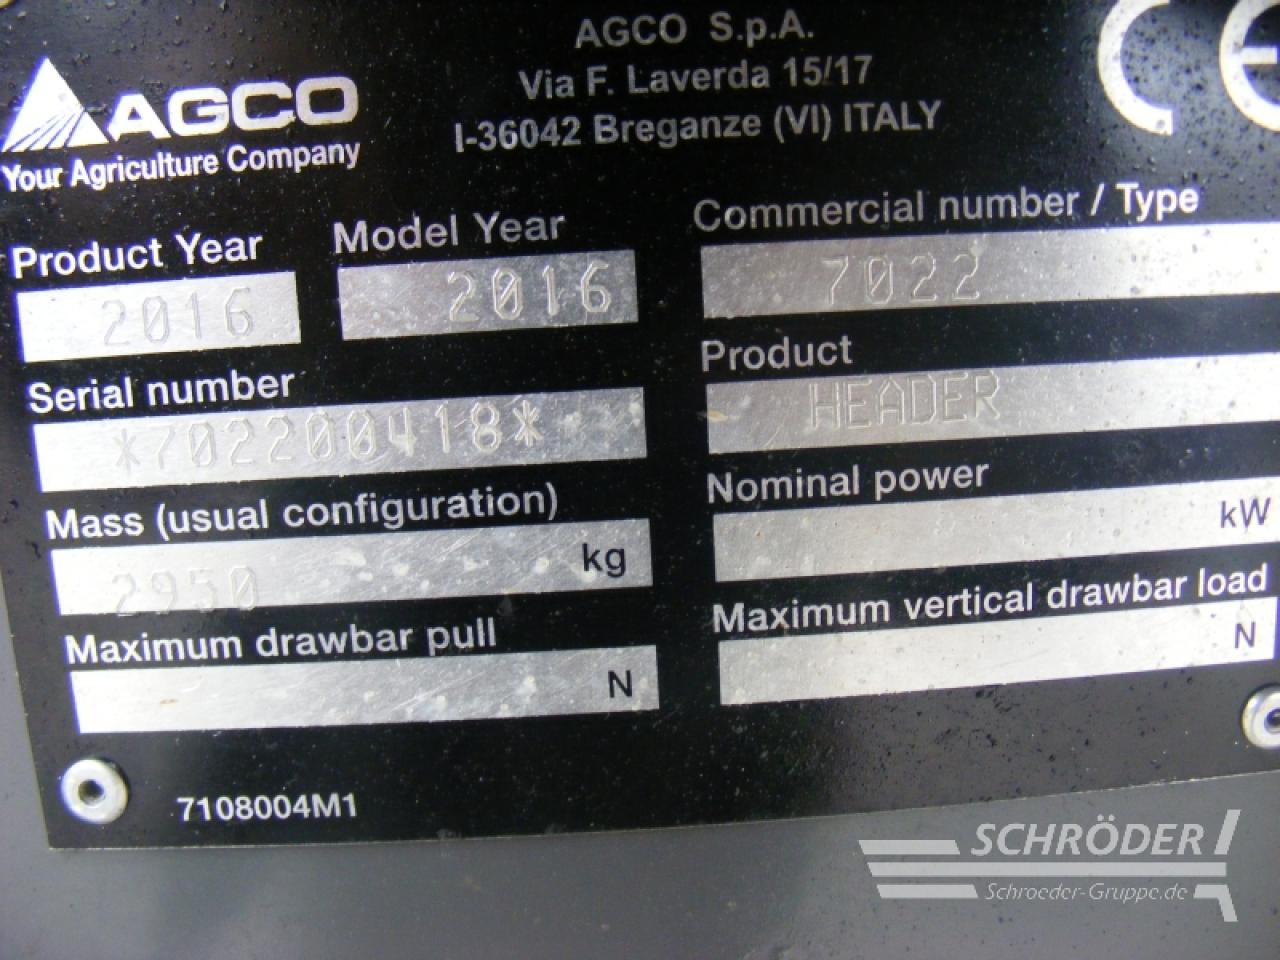 AGCO
Your Agriculture Company
AGCO S.p.A.
Via F. Laverda 15/17
I-36042 Breganze (VI) ITALY
CE
Product Year
2016
Model Year
2016
Commercial number / Type
7022
Serial number
*702200418*
Product
HEADER
Mass (usual configuration)
2950 kg
Nominal power
kW
Maximum drawbar pull
N
Maximum vertical drawbar load
N
7108004M1
SCHRÖDER
Schroeder-Gruppe.de